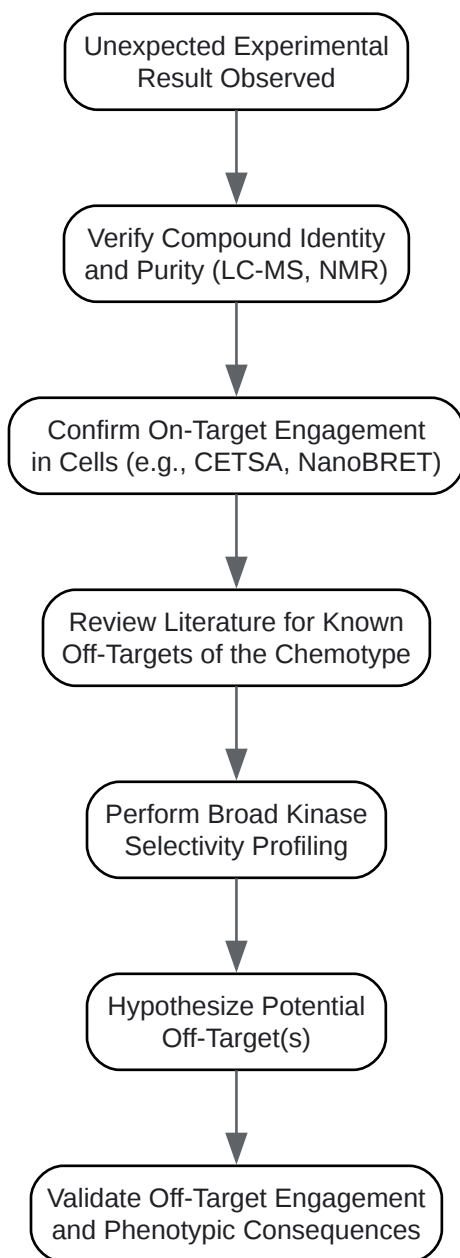 Unexpected Experimental
Result Observed
Verify Compound Identity
and Purity (LC-MS, NMR)
Confirm On-Target Engagement
in Cells (e.g., CETSA, NanoBRET)
Review Literature for Known
Off-Targets of the Chemotype
Perform Broad Kinase
Selectivity Profiling
Hypothesize Potential
Off-Target(s)
Validate Off-Target Engagement
and Phenotypic Consequences